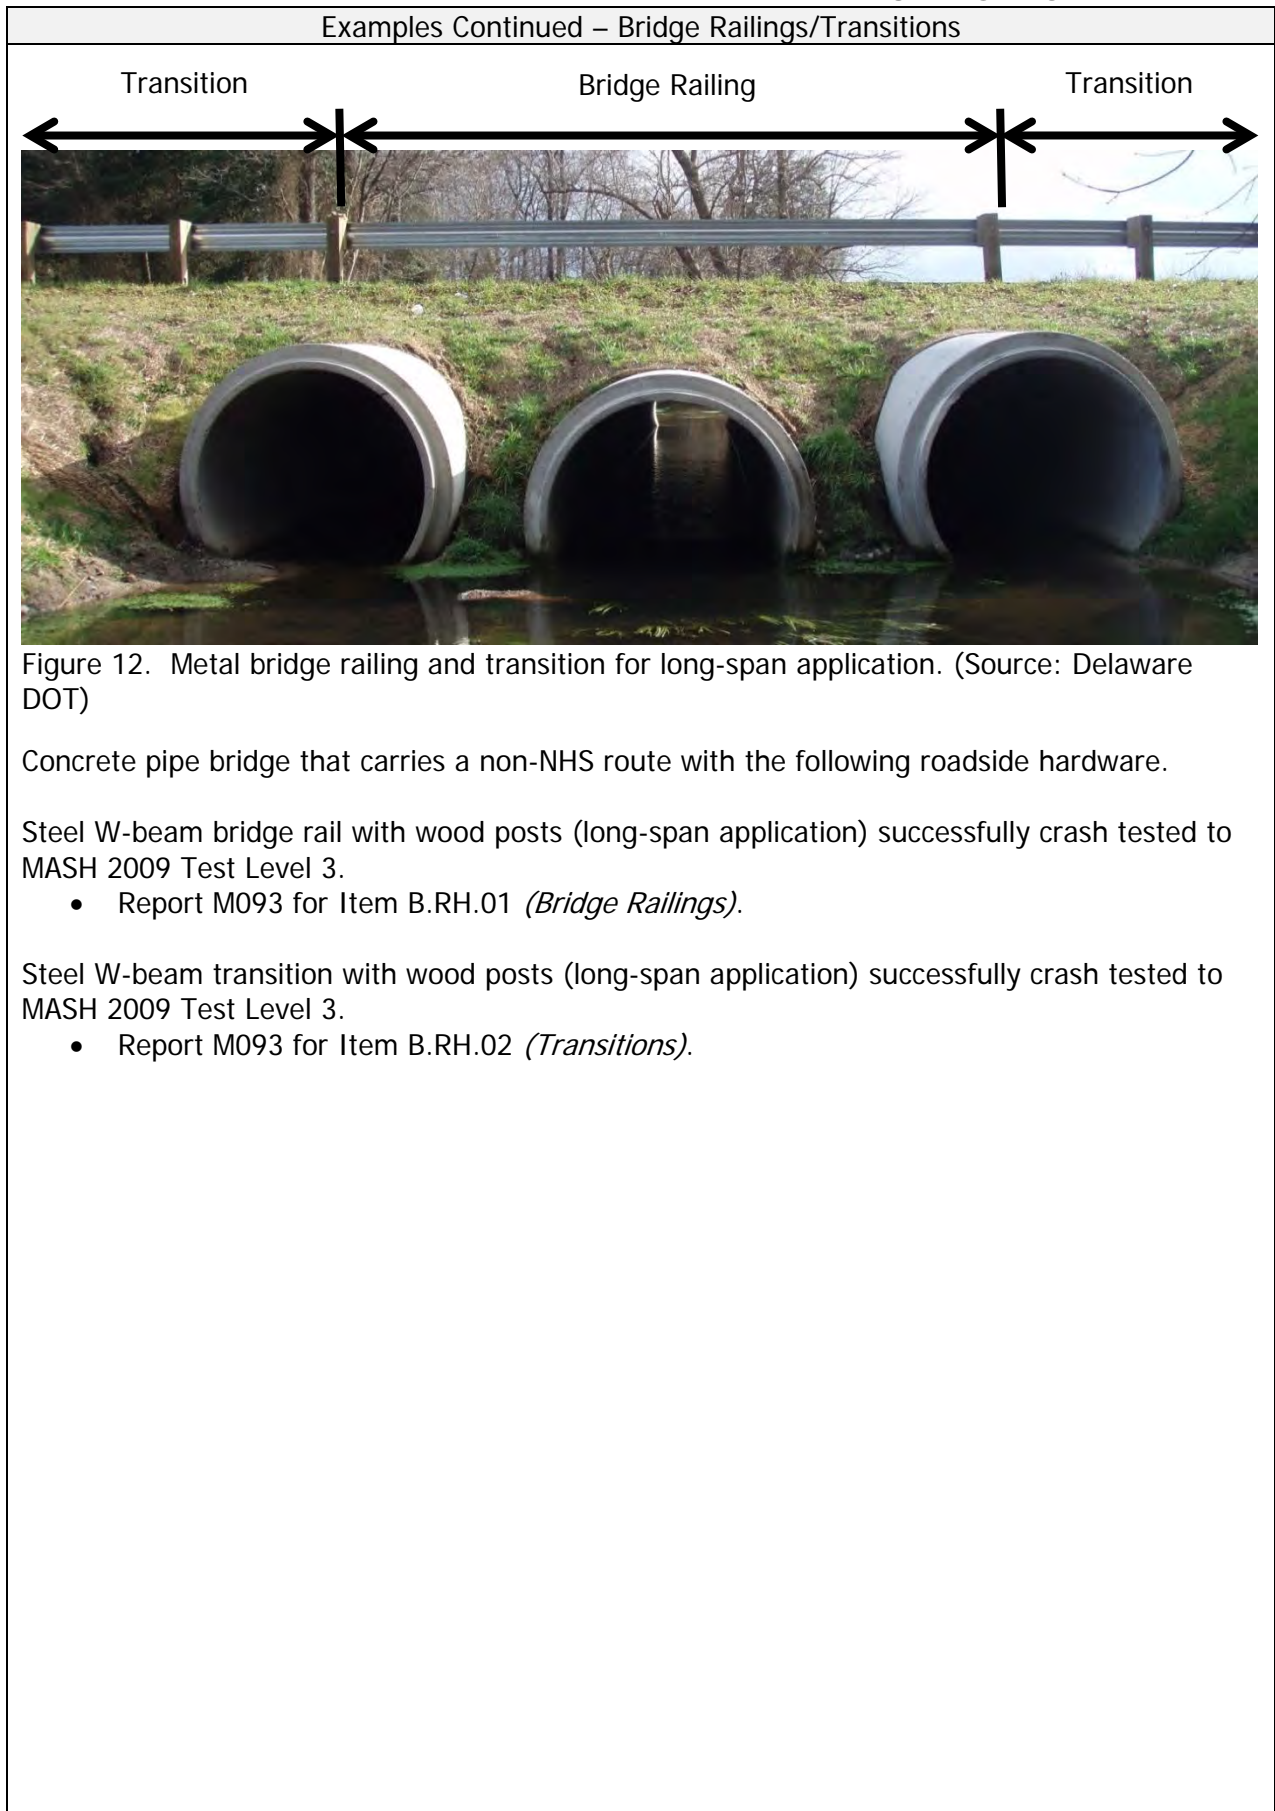 Examples Continued – Bridge Railings/Transitions
Transition Bridge Railing Transition
Figure 12. Metal bridge railing and transition for long-span application. (Source: Delaware
DOT)
Concrete pipe bridge that carries a non-NHS route with the following roadside hardware.
Steel W-beam bridge rail with wood posts (long-span application) successfully crash tested to
MASH 2009 Test Level 3.
• Report M093 for Item B.RH.01 (Bridge Railings).
Steel W-beam transition with wood posts (long-span application) successfully crash tested to
MASH 2009 Test Level 3.
• Report M093 for Item B.RH.02 (Transitions).